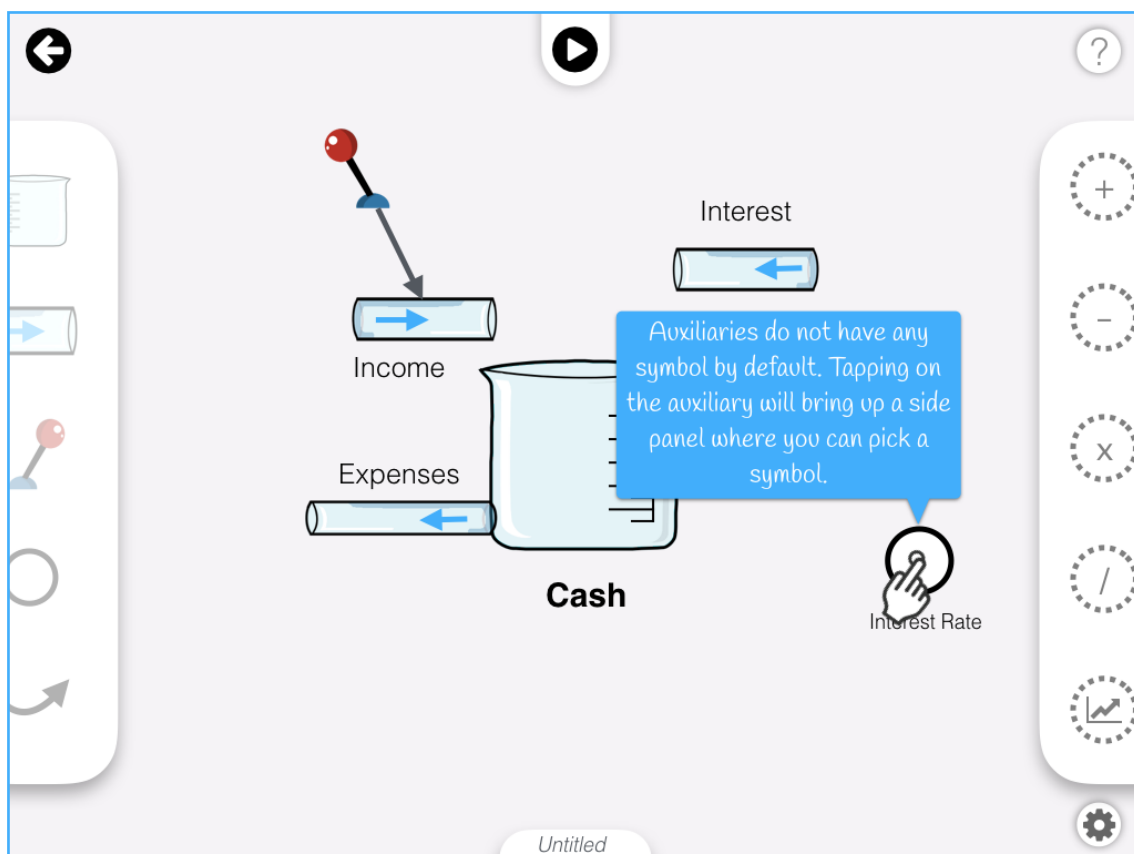 ?
+
Interest
-
Income
Auxiliaries do not have any
symbol by default. Tapping on
the auxiliary will bring up a side
panel where you can pick a
symbol.
x
Expenses
/
Cash
Interest Rate
Untitled